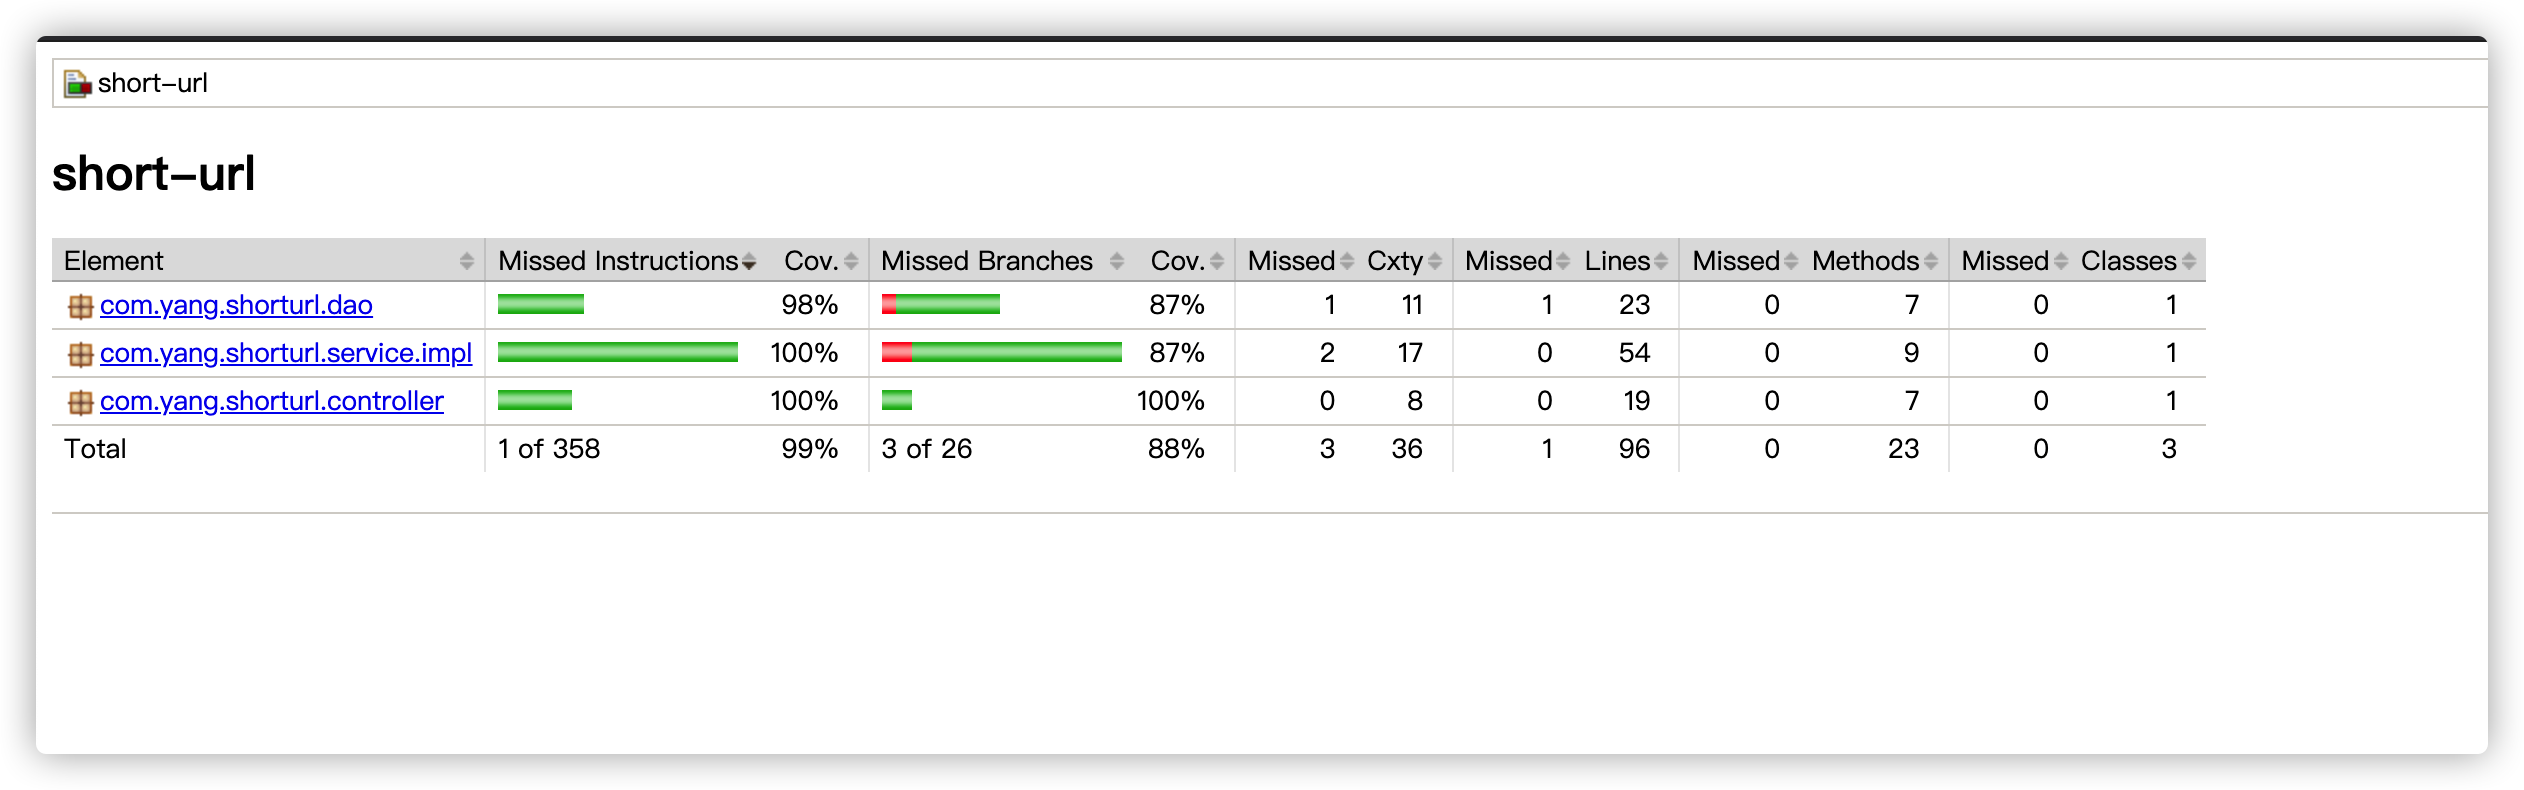 short-url
short-url
Element Missed Instructions Cov. Missed Branches Cov. Missed Cxty Missed Lines Missed Methods Missed Classes
com.yang.shorturl.dao 98% 87% 1 11 1 23 0 7 0 1
com.yang.shorturl.service.impl 100% 87% 2 17 0 54 0 9 0 1
com.yang.shorturl.controller 100% 100% 0 8 0 19 0 7 0 1
Total 1 of 358 99% 3 of 26 88% 3 36 1 96 0 23 0 3